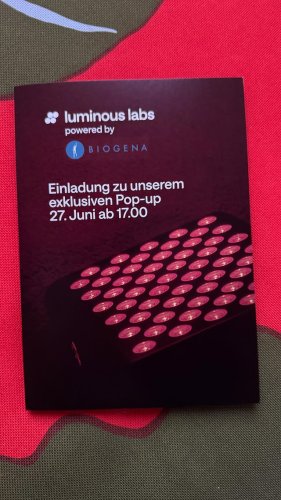 luminous labs
powered by
BIOGENA
Einladung zu unserem
exklusiven Pop-up
27. Juni ab 17.00